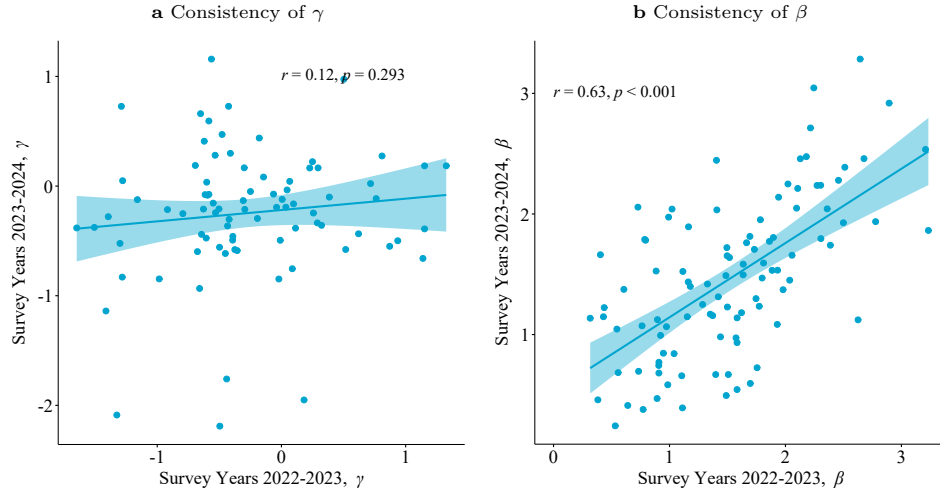 a Consistency of γ
r = 0.12, p = 0.293
1
0
-1
-2
-1
0
1
Survey Years 2023-2024, γ
Survey Years 2022-2023, γ
b Consistency of β
r = 0.63, p < 0.001
3
2
1
0
1
2
3
Survey Years 2023-2024, β
Survey Years 2022-2023, β